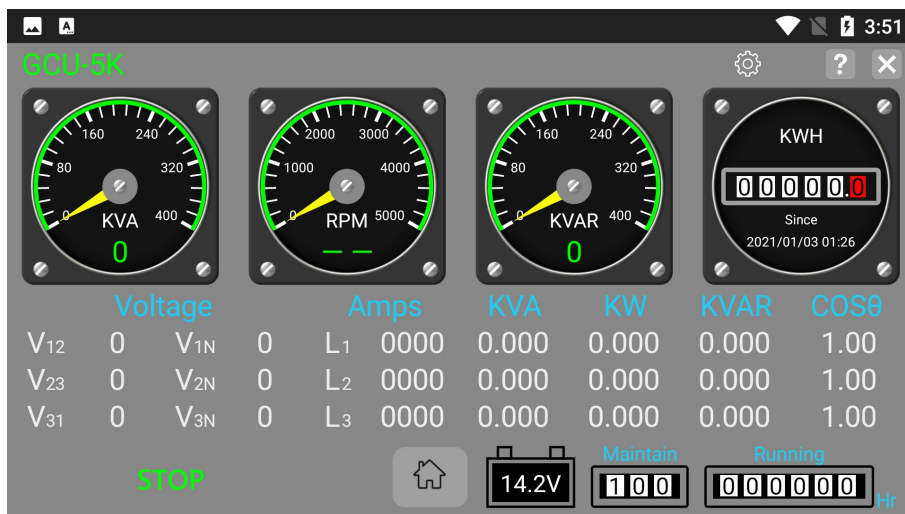 A
3:51
GCU-5K
?
160 240
80 320
0 400
KVA
0
2000 3000
1000 4000
0 5000
RPM
— —
160 240
80 320
0 400
KVAR
0
KWH
00000.0
Since
2021/01/03 01:26
Voltage Amps KVA KW KVAR COSθ
V12 0 V1N 0 L1 0000 0.000 0.000 0.000 1.00
V23 0 V2N 0 L2 0000 0.000 0.000 0.000 1.00
V31 0 V3N 0 L3 0000 0.000 0.000 0.000 1.00
STOP
14.2V
Maintain
100
Running
000000
Hr